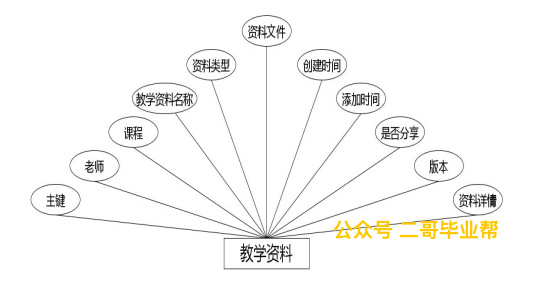 资料文件
资料类型
创建时间
教学资料名称
添加时间
课程
是否分享
老师
版本
主键
资料详情
公众号 二哥毕业帮
教学资料